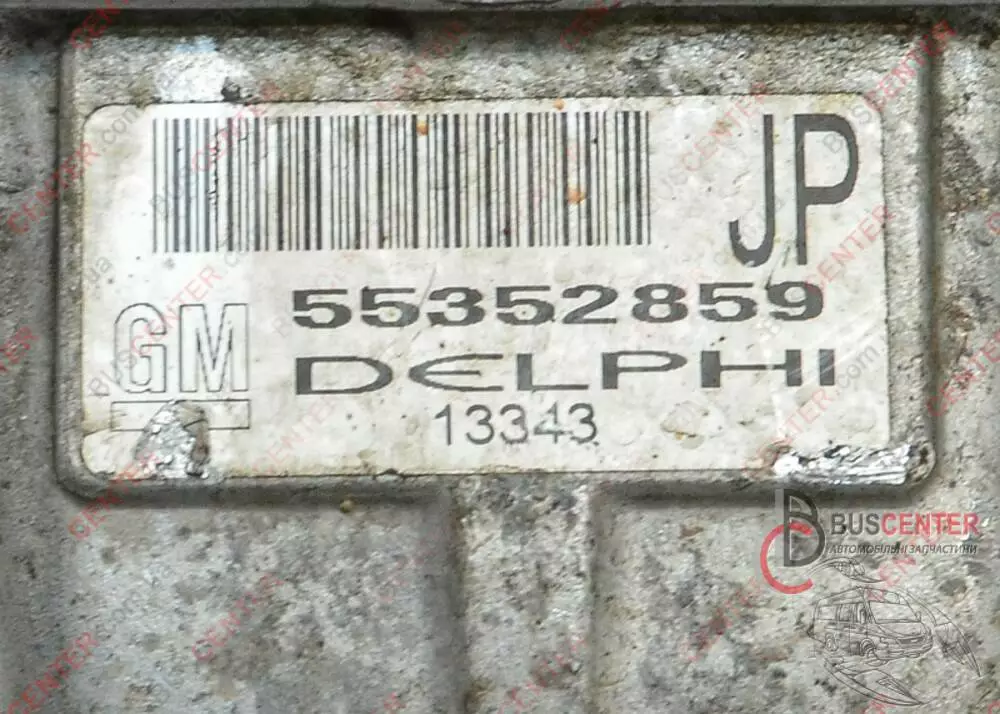 JP
GM
55352859
DELPHI
13343
BUSCENTER
АВТОМОБІЛЬНІ ЗАПЧАСТИНИ